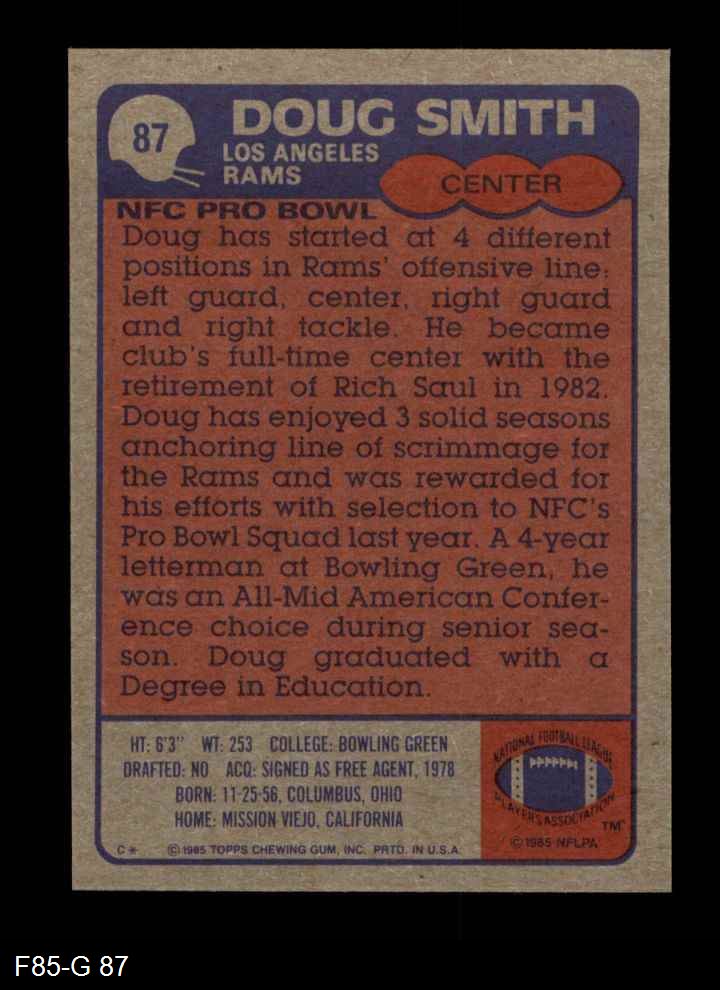 87
DOUG SMITH
LOS ANGELES
RAMS
CENTER
NFC PRO BOWL
Doug has started at 4 different
positions in Rams' offensive line:
left guard, center, right guard
and right tackle. He became
club's full-time center with the
retirement of Rich Saul in 1982.
Doug has enjoyed 3 solid seasons
anchoring line of scrimmage for
the Rams and was rewarded for
his efforts with selection to NFC's
Pro Bowl Squad last year. A 4-year
letterman at Bowling Green, he
was an All-Mid American Confer-
ence choice during senior sea-
son. Doug graduated with a
Degree in Education.
HT: 6'3" WT: 253 COLLEGE: BOWLING GREEN
DRAFTED: NO ACQ: SIGNED AS FREE AGENT, 1978
BORN: 11-25-56, COLUMBUS, OHIO
HOME: MISSION VIEJO, CALIFORNIA
C* © 1985 TOPPS CHEWING GUM, INC. PRTD. IN U.S.A.
NATIONAL FOOTBALL LEAGUE
PLAYERS ASSOCIATION
TM
© 1985 NFLPA
F85-G 87